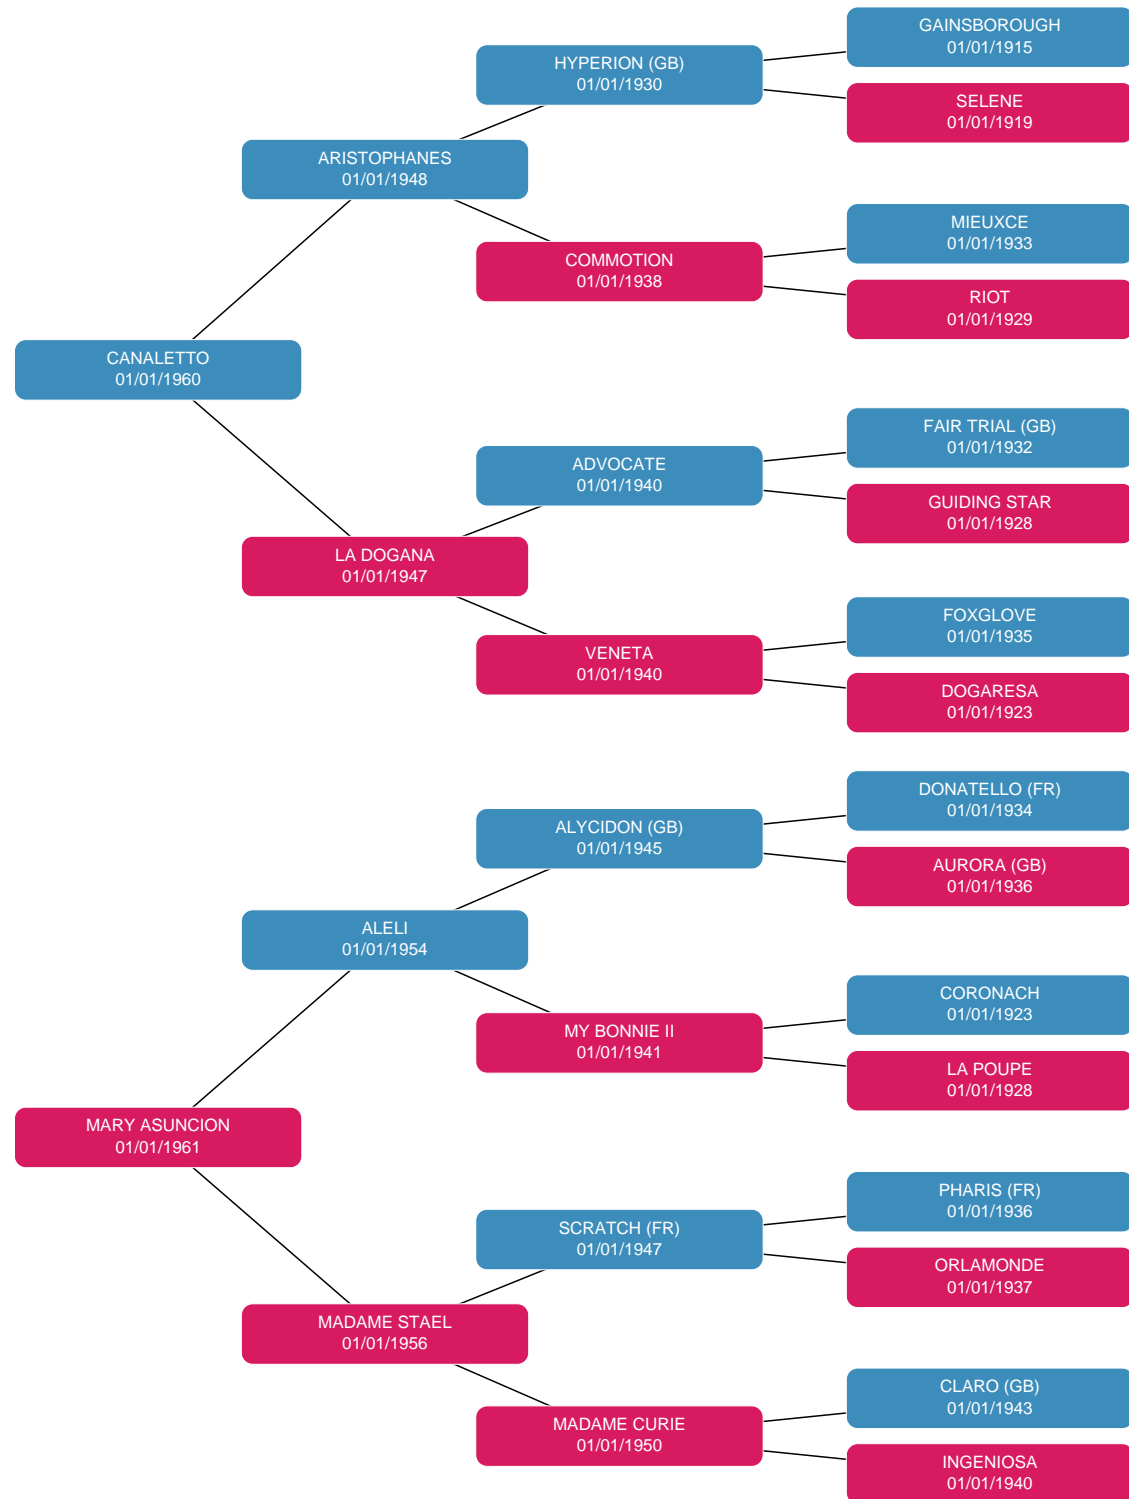 GAINSBOROUGH
01/01/1915
HYPERION (GB)
01/01/1930
SELENE
01/01/1919
ARISTOPHANES
01/01/1948
MIEUXCE
01/01/1933
COMMOTION
01/01/1938
RIOT
01/01/1929
CANALETTO
01/01/1960
FAIR TRIAL (GB)
01/01/1932
ADVOCATE
01/01/1940
GUIDING STAR
01/01/1928
LA DOGANA
01/01/1947
FOXGLOVE
01/01/1935
VENETA
01/01/1940
DOGARESA
01/01/1923
DONATELLO (FR)
01/01/1934
ALYCIDON (GB)
01/01/1945
AURORA (GB)
01/01/1936
ALELI
01/01/1954
CORONACH
01/01/1923
MY BONNIE II
01/01/1941
LA POUPE
01/01/1928
MARY ASUNCION
01/01/1961
PHARIS (FR)
01/01/1936
SCRATCH (FR)
01/01/1947
ORLAMONDE
01/01/1937
MADAME STAEL
01/01/1956
CLARO (GB)
01/01/1943
MADAME CURIE
01/01/1950
INGENIOSA
01/01/1940